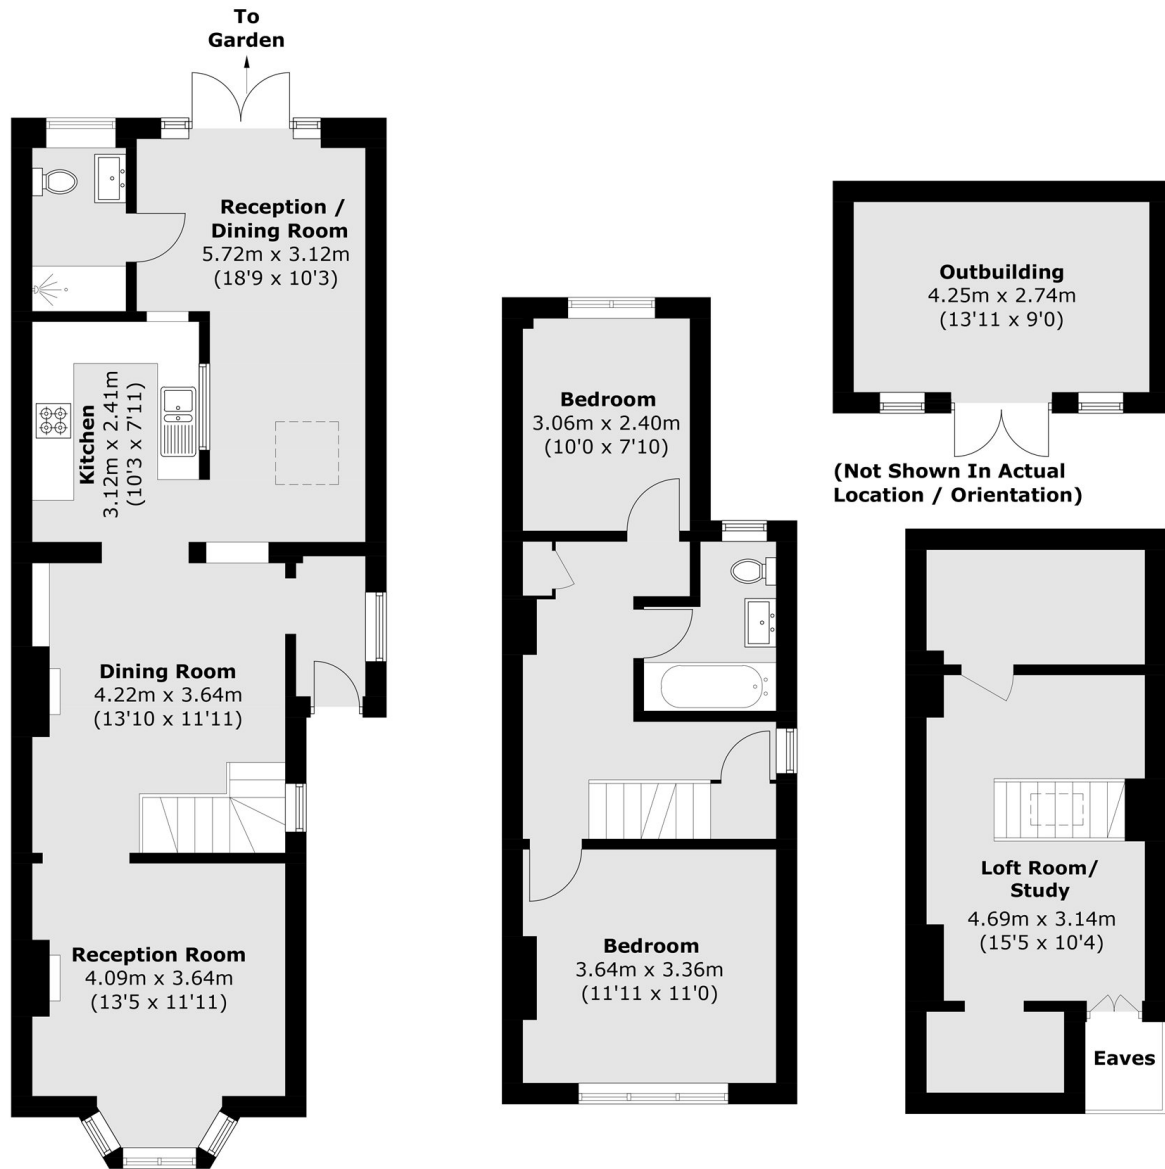 To
Garden
Reception /
Dining Room
5.72m x 3.12m
(18'9 x 10'3)
Kitchen
3.12m x 2.41m
(10'3 x 7'11)
Dining Room
4.22m x 3.64m
(13'10 x 11'11)
Reception Room
4.09m x 3.64m
(13'5 x 11'11)
Bedroom
3.06m x 2.40m
(10'0 x 7'10)
Bedroom
3.64m x 3.36m
(11'11 x 11'0)
Outbuilding
4.25m x 2.74m
(13'11 x 9'0)
(Not Shown In Actual
Location / Orientation)
Loft Room/
Study
4.69m x 3.14m
(15'5 x 10'4)
Eaves